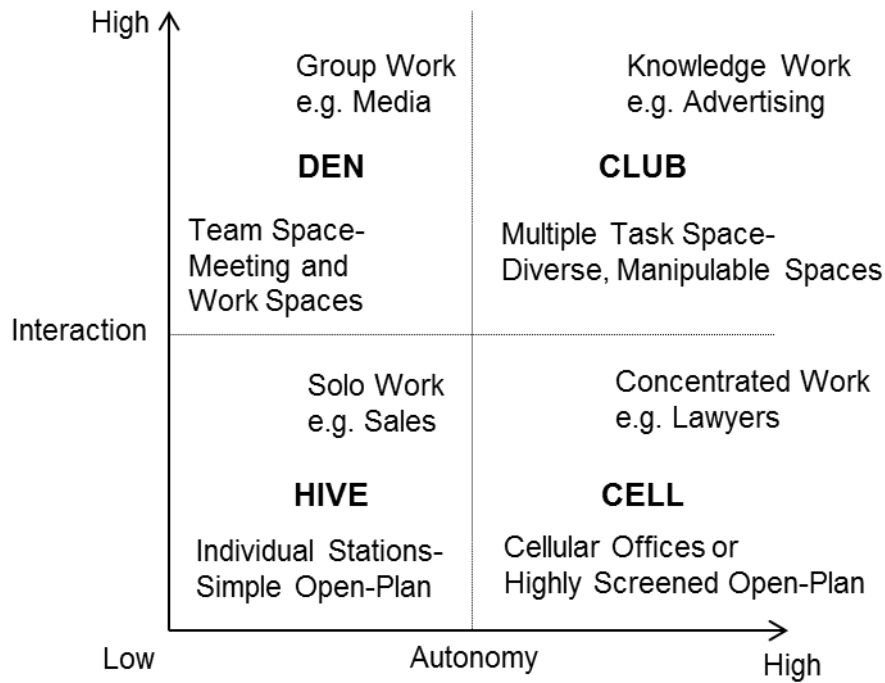 High
Group Work
e.g. Media
DEN
Team Space-
Meeting and
Work Spaces
Knowledge Work
e.g. Advertising
CLUB
Multiple Task Space-
Diverse, Manipulable Spaces
Interaction
Solo Work
e.g. Sales
HIVE
Individual Stations-
Simple Open-Plan
Concentrated Work
e.g. Lawyers
CELL
Cellular Offices or
Highly Screened Open-Plan
Low
Autonomy
High